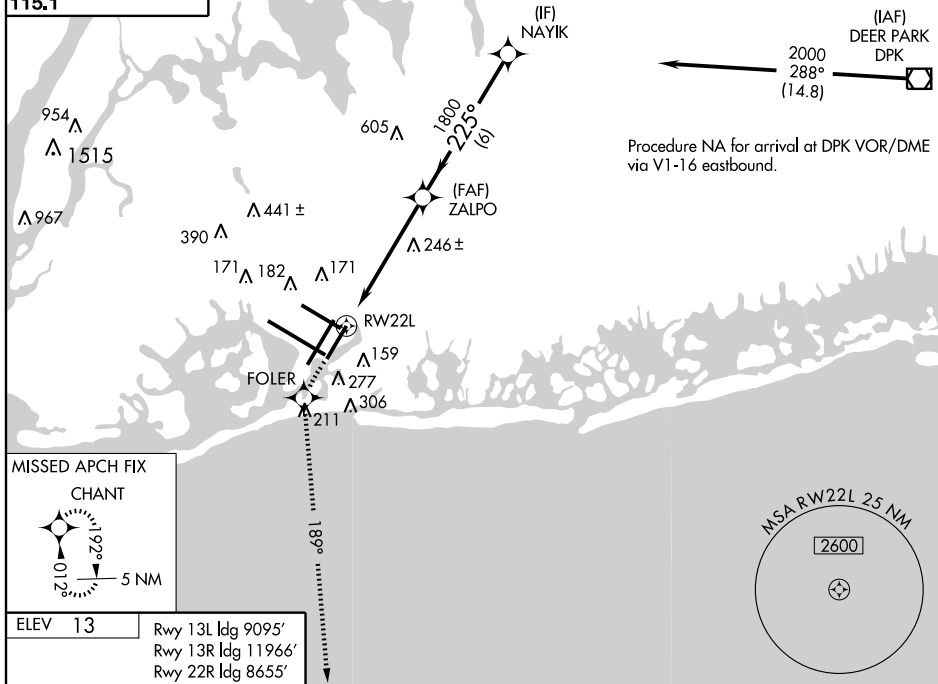 115.1
(IF)
NAYIK
(IAF)
DEER PARK
DPK
2000
288°
(14.8)
954
1515
605
1800
225°
(6)
Procedure NA for arrival at DPK VOR/DME
via V1-16 eastbound.
(FAF)
ZALPO
967
441 ±
390
246 ±
171
182
171
RW22L
159
FOLER
277
306
211
MISSED APCH FIX
CHANT
192°
012°
5 NM
189°
MSA RW22L 25 NM
2600
ELEV 13
Rwy 13L ldg 9095'
Rwy 13R ldg 11966'
Rwy 22R ldg 8655'